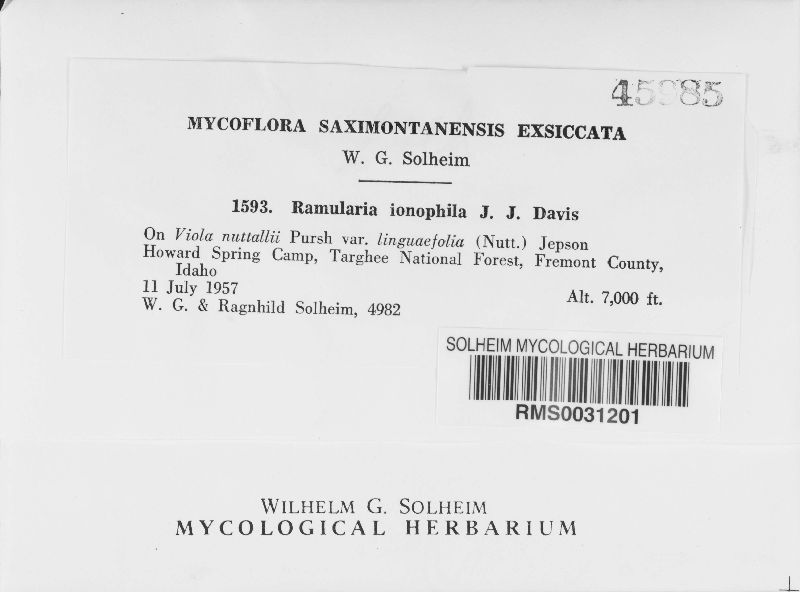 45985
MYCOFLORA SAXIMONTANENSIS EXSICCATA
W. G. Solheim
1593. Ramularia ionophila J. J. Davis
On Viola nuttallii Pursh var. linguaefolia (Nutt.) Jepson
Howard Spring Camp, Targhee National Forest, Fremont County,
Idaho
11 July 1957
Alt. 7,000 ft.
W. G. & Ragnhild Solheim, 4982
SOLHEIM MYCOLOGICAL HERBARIUM
RMS0031201
WILHELM G. SOLHEIM
MYCOLOGICAL HERBARIUM